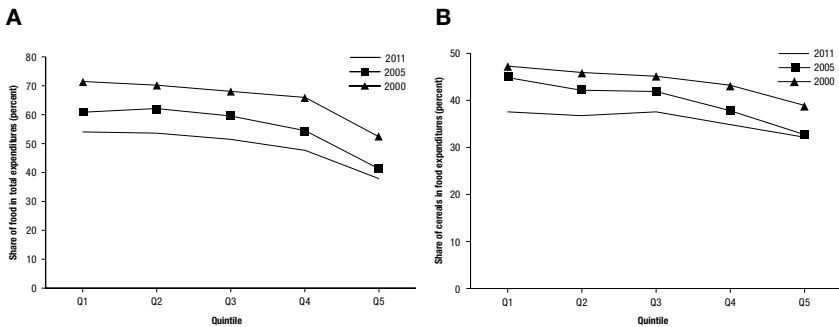 A
Share of food in total expenditures (percent)
80
70
60
50
40
30
20
10
0
2011
2005
2000
Q1 Q2 Q3 Q4 Q5
Quintile
B
Share of cereals in food expenditures (percent)
50
40
30
20
10
0
2011
2005
2000
Q1 Q2 Q3 Q4 Q5
Quintile